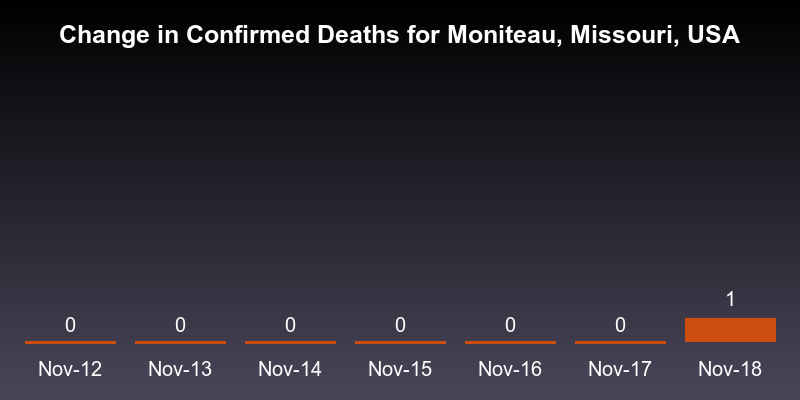 Change in Confirmed Deaths for Moniteau, Missouri, USA
0 0 0 0 0 0 1
Nov-12 Nov-13 Nov-14 Nov-15 Nov-16 Nov-17 Nov-18